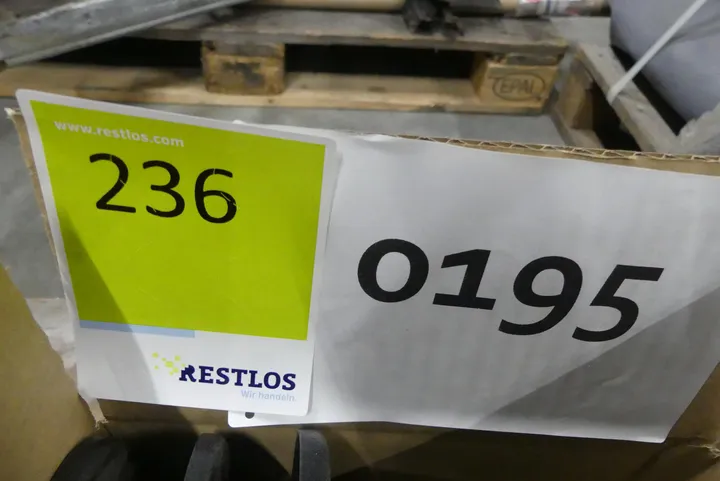 www.restlos.com
236
RESTLOS
Wir handeln
0195
EPAL